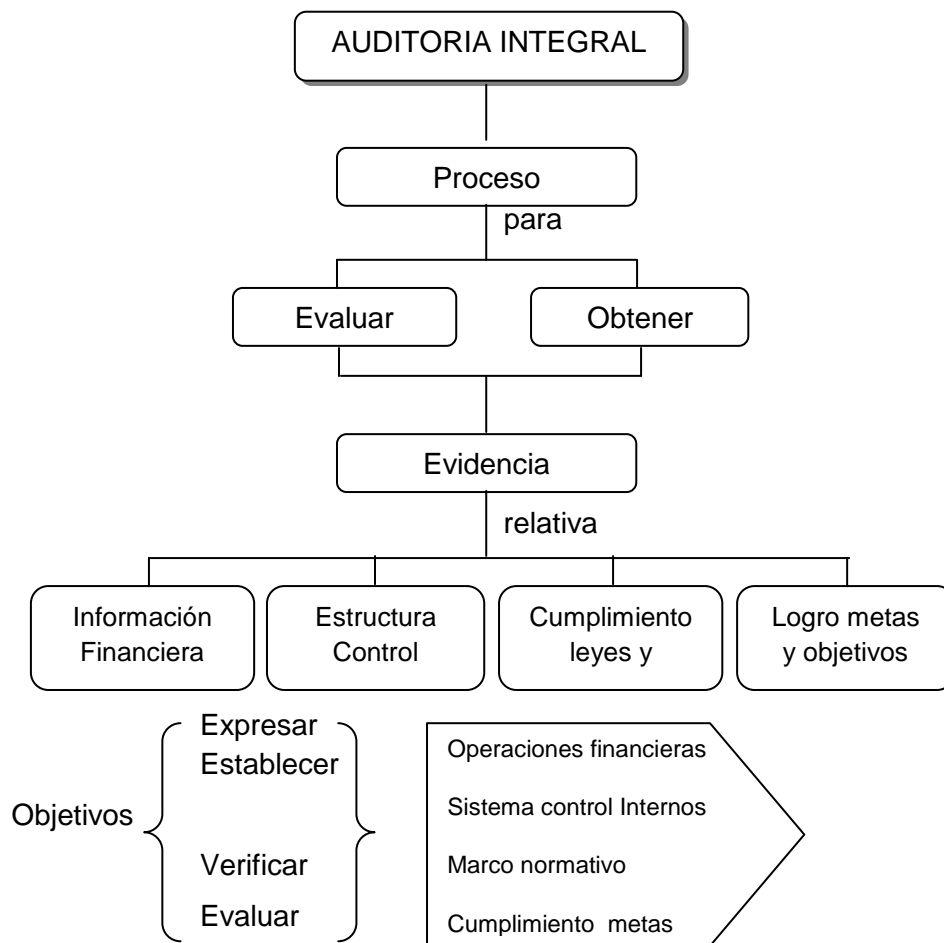 AUDITORIA INTEGRAL
Proceso
para
Evaluar
Obtener
Evidencia
relativa
Información
Financiera
Estructura
Control
Cumplimiento
leyes y
Logro metas
y objetivos
Objetivos
Expresar
Establecer
Verificar
Evaluar
Operaciones financieras
Sistema control Internos
Marco normativo
Cumplimiento metas